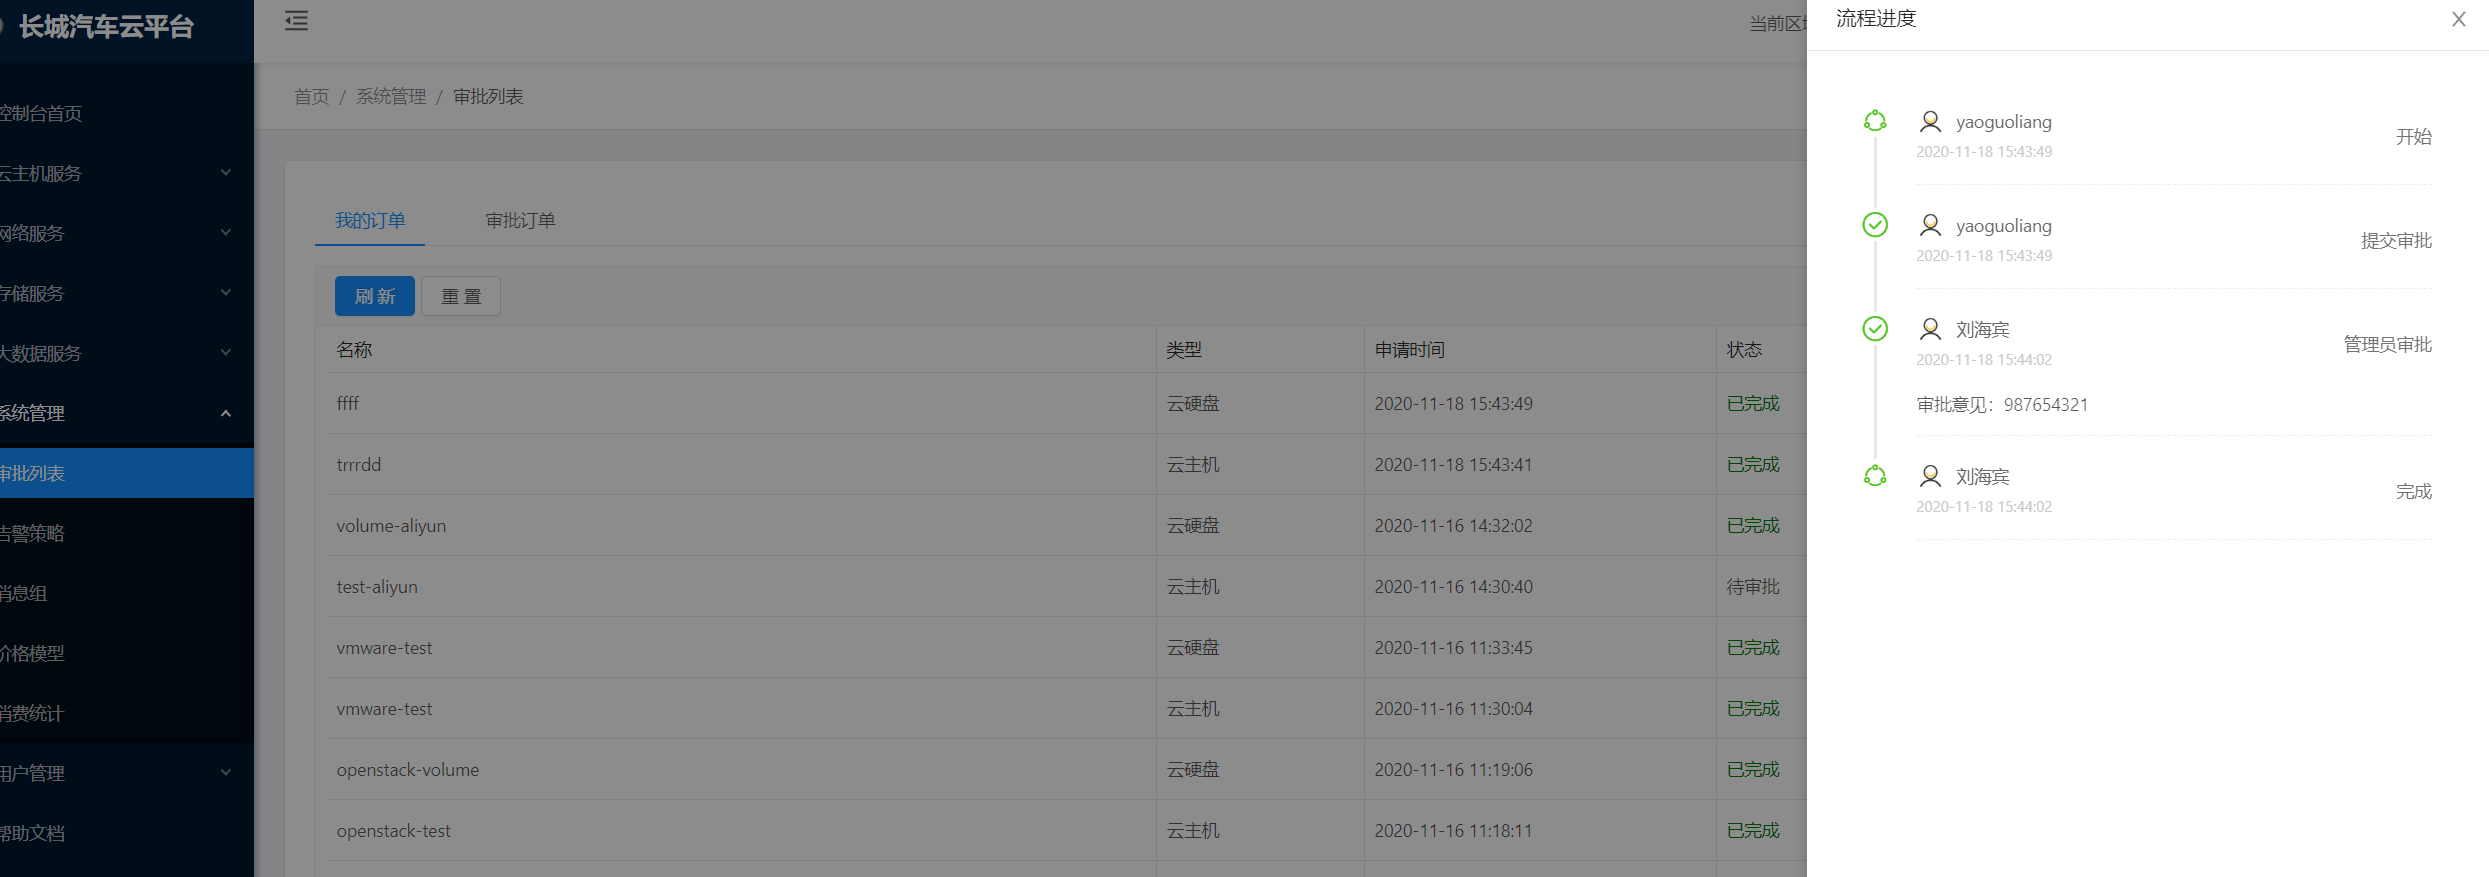 长城汽车云平台
当前区
首页 / 系统管理 / 审批列表
控制台首页
云主机服务
网络服务
存储服务
大数据服务
系统管理
审批列表
告警策略
消息组
价格模型
消费统计
用户管理
帮助文档
我的订单 审批订单
刷新 重置
名称 类型 申请时间 状态
ffff 云硬盘 2020-11-18 15:43:49 已完成
trrrdd 云主机 2020-11-18 15:43:41 已完成
volume-aliyun 云硬盘 2020-11-16 14:32:02 已完成
test-aliyun 云主机 2020-11-16 14:30:40 待审批
vmware-test 云硬盘 2020-11-16 11:33:45 已完成
vmware-test 云主机 2020-11-16 11:30:04 已完成
openstack-volume 云硬盘 2020-11-16 11:19:06 已完成
openstack-test 云主机 2020-11-16 11:18:11 已完成
流程进度
yaoguoliang
2020-11-18 15:43:49
开始
yaoguoliang
2020-11-18 15:43:49
提交审批
刘海宾
2020-11-18 15:44:02
管理员审批
审批意见：987654321
刘海宾
2020-11-18 15:44:02
完成